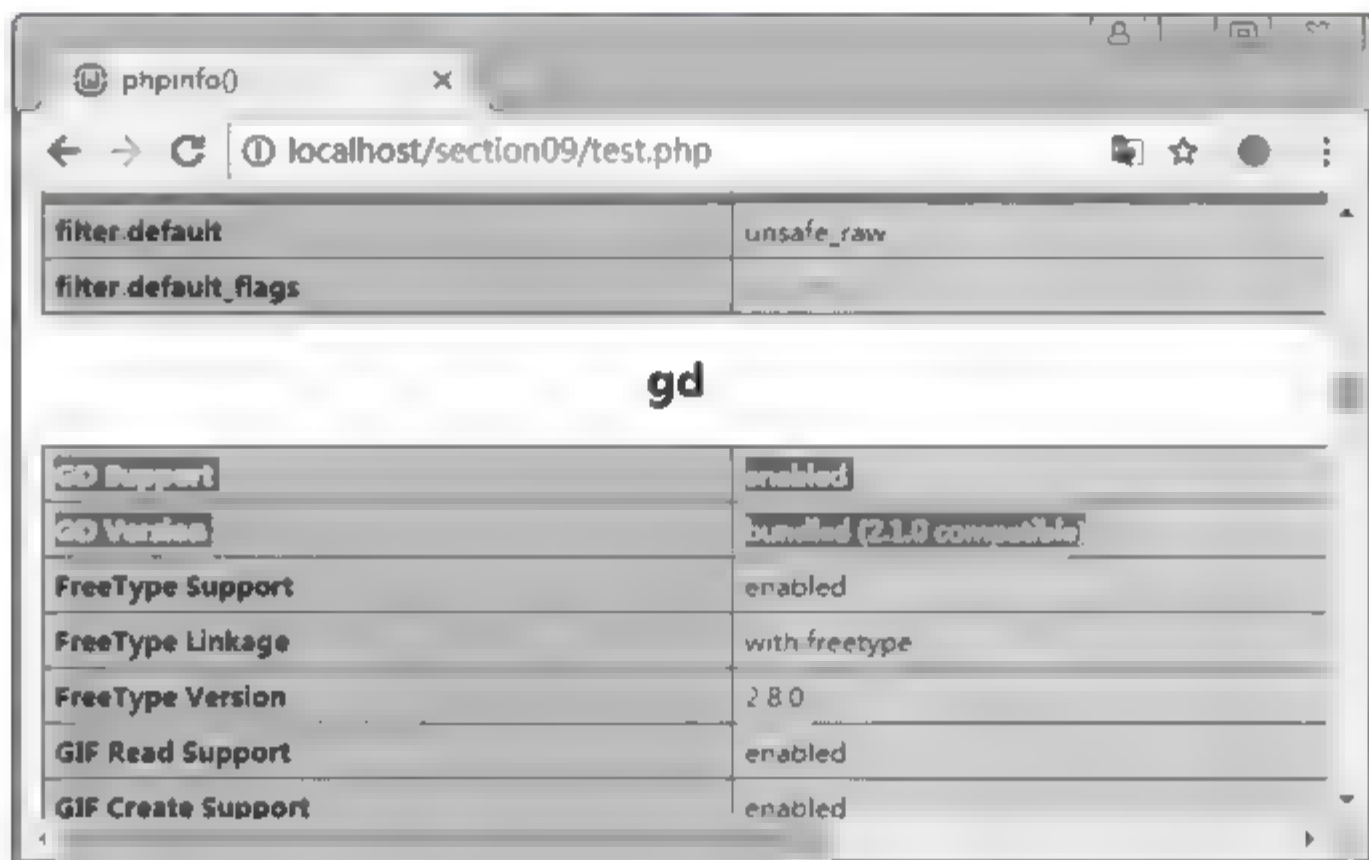 phpinfo()
localhost/section09/test.php
filter.default unsafe_raw
filter.default_flags
gd
GD Support enabled
GD Version bundled (2.1.0 compatible)
FreeType Support enabled
FreeType Linkage with freetype
FreeType Version 2.8.0
GIF Read Support enabled
GIF Create Support enabled